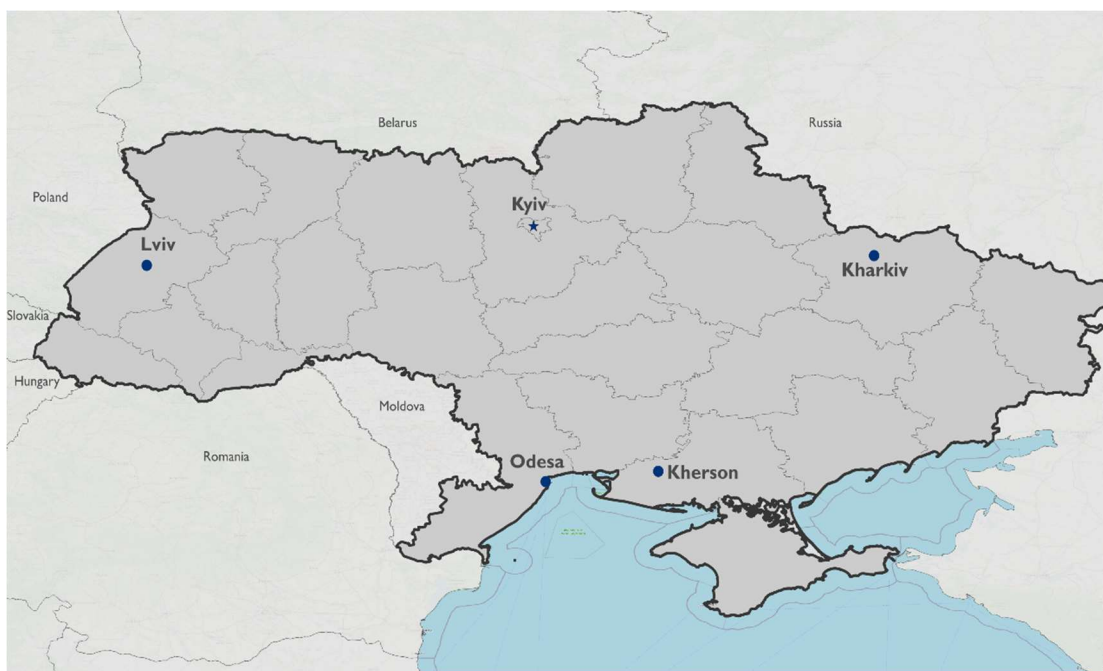 Belarus
Russia
Poland
Kyiv
Lviv
Kharkiv
Slovakia
Hungary
Moldova
Romania
Odesa
Kherson